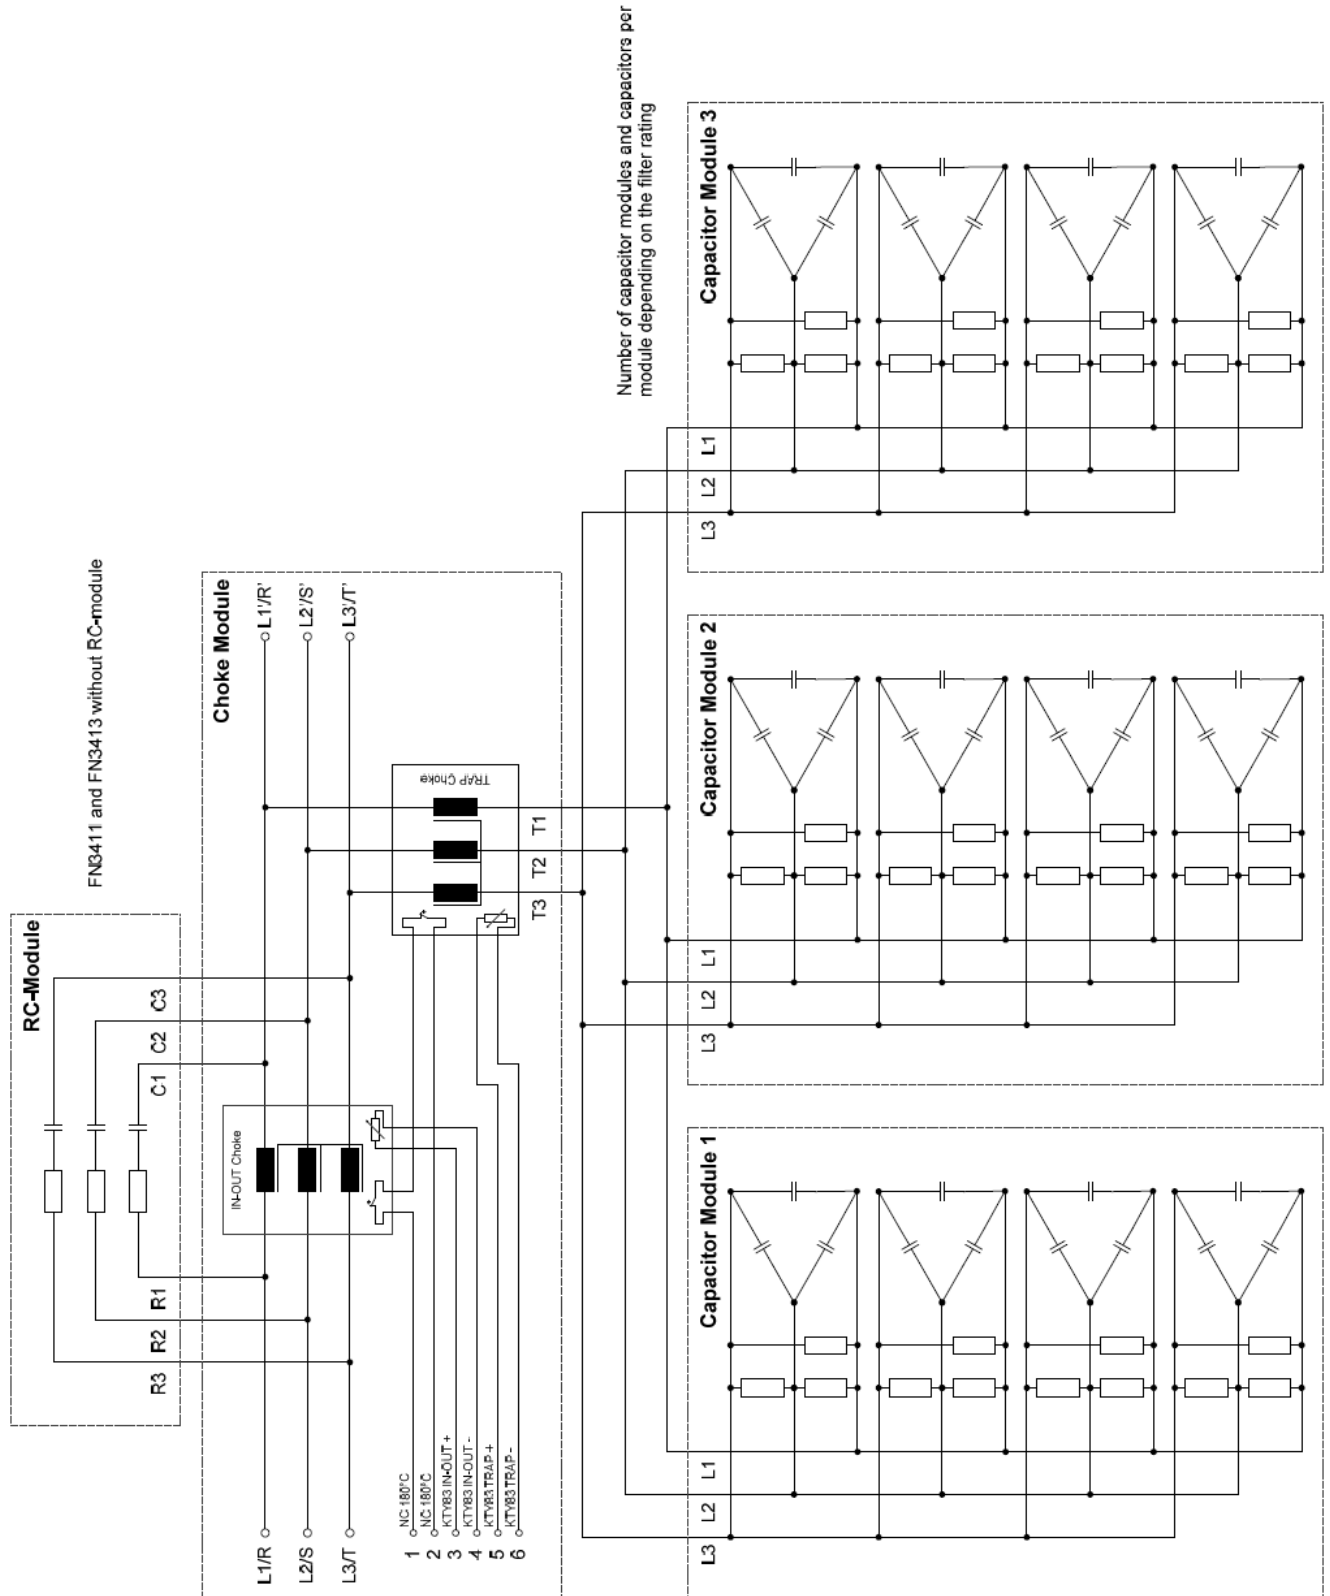 RC-Module
FN3411 and FN3413 without RC-module
R3
R2
R1
C1
C2
C3
Choke Module
L1/R
L2/S
L3/T
IN-OUT Choke
L1'/R'
L2'/S'
L3'/T'
TRAP Choke
1
NC 180°C
2
NC 180°C
3
KTY83 IN-OUT +
4
KTY83 IN-OUT -
5
KTY83 TRAP +
6
KTY83 TRAP -
T3
T2
T1
Number of capacitor modules and capacitors per
module depending on the filter rating
Capacitor Module 1
L1
L2
L3
Capacitor Module 2
L1
L2
L3
Capacitor Module 3
L1
L2
L3